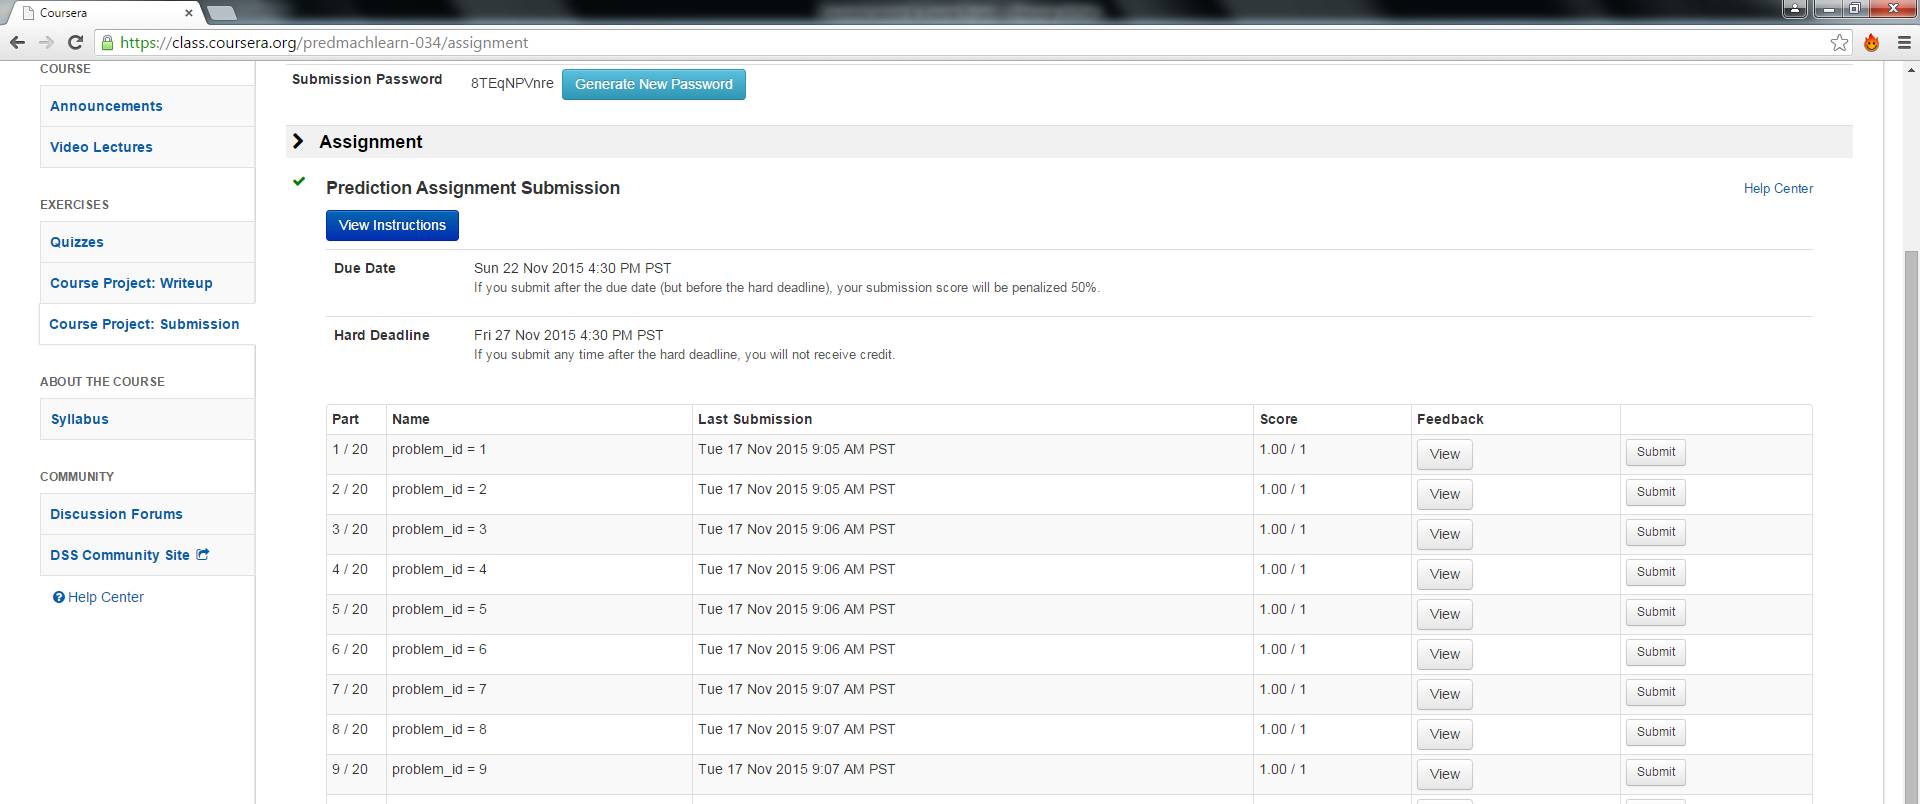 Coursera
https://class.coursera.org/predmachlearn-034/assignment
COURSE
Announcements
Video Lectures
EXERCISES
Quizzes
Course Project: Writeup
Course Project: Submission
ABOUT THE COURSE
Syllabus
COMMUNITY
Discussion Forums
DSS Community Site
Help Center
Submission Password 8TEqNPVnre Generate New Password
Assignment
Prediction Assignment Submission
Help Center
View Instructions
Due Date Sun 22 Nov 2015 4:30 PM PST
If you submit after the due date (but before the hard deadline), your submission score will be penalized 50%.
Hard Deadline Fri 27 Nov 2015 4:30 PM PST
If you submit any time after the hard deadline, you will not receive credit.
Part Name Last Submission Score Feedback
1 / 20 problem_id = 1 Tue 17 Nov 2015 9:05 AM PST 1.00 / 1 View Submit
2 / 20 problem_id = 2 Tue 17 Nov 2015 9:05 AM PST 1.00 / 1 View Submit
3 / 20 problem_id = 3 Tue 17 Nov 2015 9:06 AM PST 1.00 / 1 View Submit
4 / 20 problem_id = 4 Tue 17 Nov 2015 9:06 AM PST 1.00 / 1 View Submit
5 / 20 problem_id = 5 Tue 17 Nov 2015 9:06 AM PST 1.00 / 1 View Submit
6 / 20 problem_id = 6 Tue 17 Nov 2015 9:06 AM PST 1.00 / 1 View Submit
7 / 20 problem_id = 7 Tue 17 Nov 2015 9:07 AM PST 1.00 / 1 View Submit
8 / 20 problem_id = 8 Tue 17 Nov 2015 9:07 AM PST 1.00 / 1 View Submit
9 / 20 problem_id = 9 Tue 17 Nov 2015 9:07 AM PST 1.00 / 1 View Submit